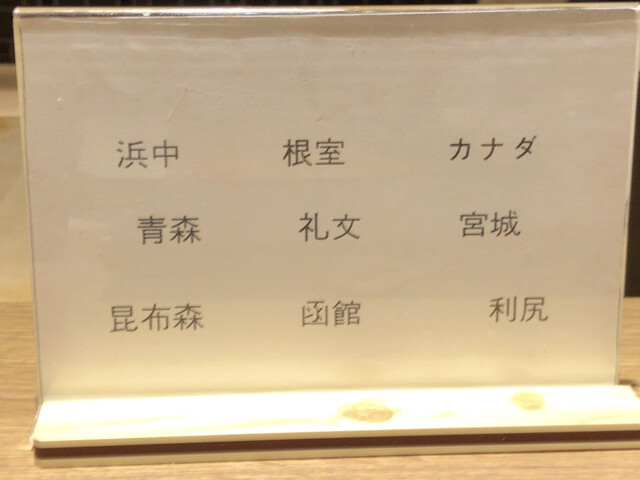 浜中 根室 カナダ
青森 礼文 宮城
昆布森 函館 利尻